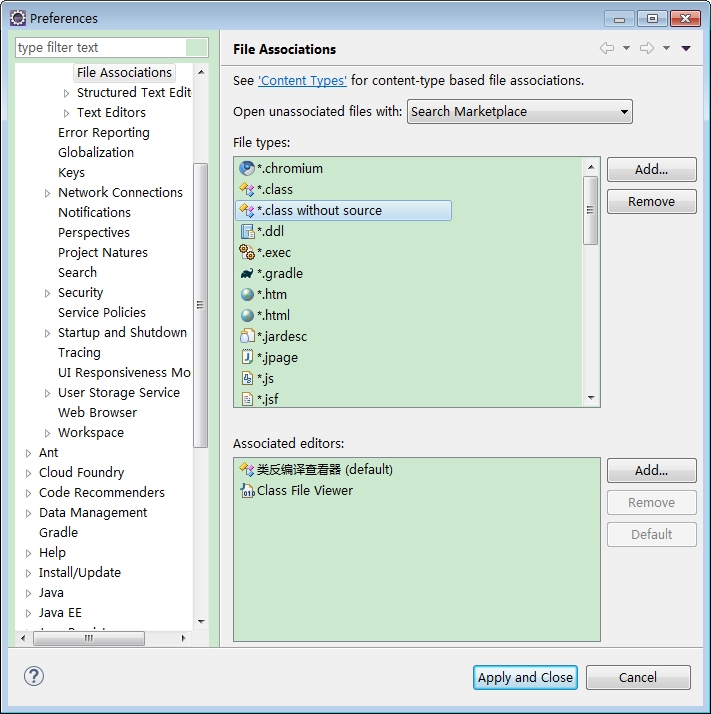 Preferences
type filter text
File Associations
Structured Text Edit
Text Editors
Error Reporting
Globalization
Keys
Network Connections
Notifications
Perspectives
Project Natures
Search
Security
Service Policies
Startup and Shutdown
Tracing
UI Responsiveness Mo
User Storage Service
Web Browser
Workspace
Ant
Cloud Foundry
Code Recommenders
Data Management
Gradle
Help
Install/Update
Java
Java EE
File Associations
See 'Content Types' for content-type based file associations.
Open unassociated files with: Search Marketplace
File types:
*.chromium
*.class
*.class without source
*.ddl
*.exec
*.gradle
*.htm
*.html
*.jardesc
*.jpage
*.js
*.jsf
Add...
Remove
Associated editors:
类反编译查看器 (default)
Class File Viewer
Add...
Remove
Default
Apply and Close
Cancel